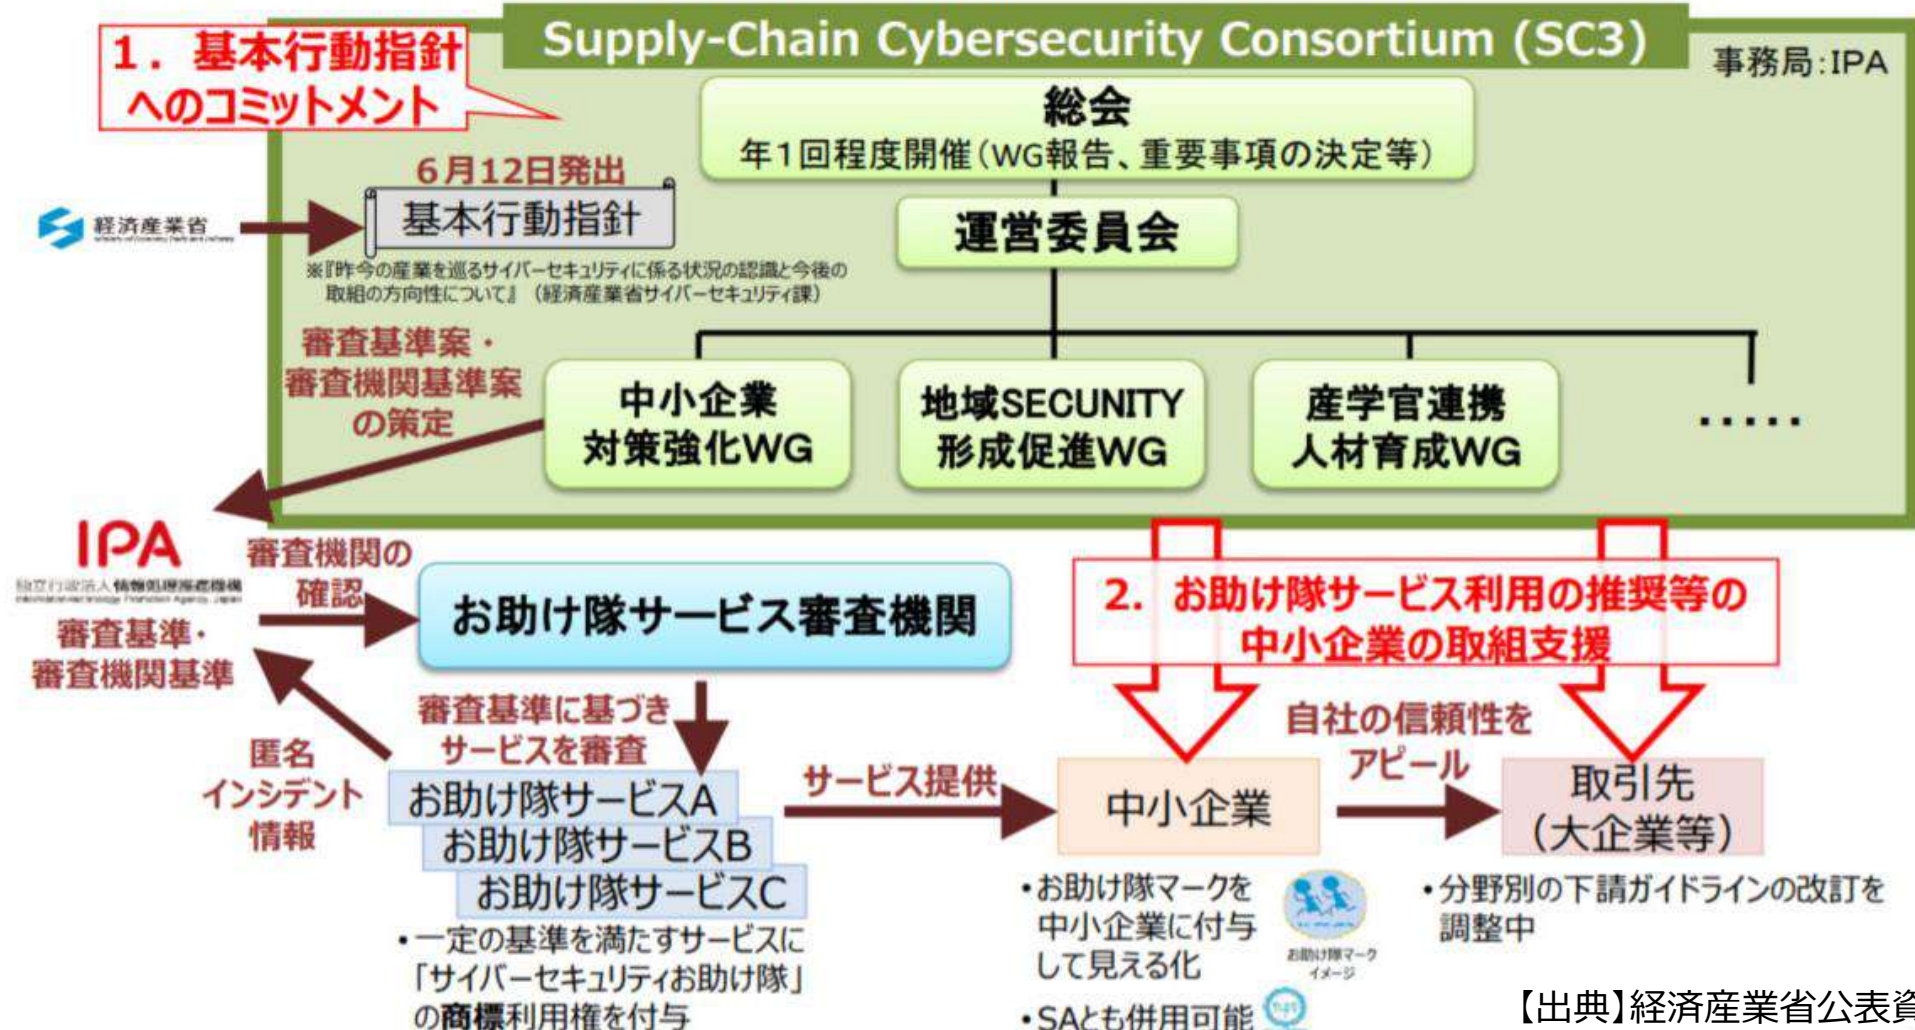 Supply-Chain Cybersecurity Consortium (SC3)
事務局:IPA
1. 基本行動指針
へのコミットメント
総会
年1回程度開催(WG報告、重要事項の決定等)
6月12日発出
基本行動指針
経済産業省
※『昨今の産業を巡るサイバーセキュリティに係る状況の認識と今後の
取組の方向性について』(経済産業省サイバーセキュリティ課)
運営委員会
審査基準案・
審査機関基準案
の策定
中小企業
対策強化WG
地域SECUNITY
形成促進WG
産学官連携
人材育成WG
・・・・・
IPA
独立行政法人情報処理推進機構
審査機関の
確認
審査基準・
審査機関基準
お助け隊サービス審査機関
2. お助け隊サービス利用の推奨等の
中小企業の取組支援
審査基準に基づき
サービスを審査
匿名
インシデント
情報
お助け隊サービスA
お助け隊サービスB
お助け隊サービスC
・一定の基準を満たすサービスに
「サイバーセキュリティお助け隊」
の商標利用権を付与
サービス提供
中小企業
自社の信頼性を
アピール
取引先
(大企業等)
・お助け隊マークを
中小企業に付与
して見える化
お助け隊マーク
イメージ
・SAとも併用可能
・分野別の下請ガイドラインの改訂を
調整中
【出典】経済産業省公表資